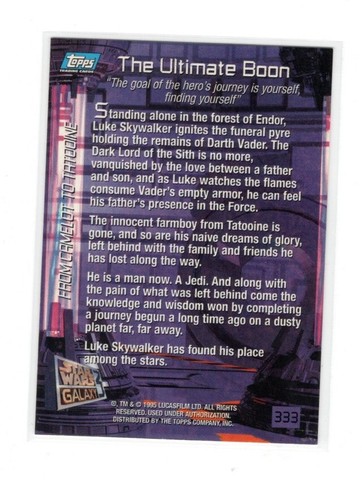 Topps
TRADING CARDS
The Ultimate Boon
"The goal of the hero's journey is yourself,
finding yourself"
Standing alone in the forest of Endor,
Luke Skywalker ignites the funeral pyre
holding the remains of Darth Vader. The
Dark Lord of the Sith is no more,
vanquished by the love between a father
and son, and as Luke watches the flames
consume Vader's empty armor, he can feel
his father's presence in the Force.
The innocent farmboy from Tatooine is
gone, and so are his naive dreams of glory,
left behind with the family and friends he
has lost along the way.
He is a man now. A Jedi. And along with
the pain of what was left behind come the
knowledge and wisdom won by completing
a journey begun a long time ago on a dusty
planet far, far away.
Luke Skywalker has found his place
among the stars.
FROM CAMELOT TO TATOOINE
STAR
WARS
GALAXY
®, TM & © 1995 LUCASFILM LTD. ALL RIGHTS
RESERVED. USED UNDER AUTHORIZATION.
DISTRIBUTED BY THE TOPPS COMPANY, INC.
333